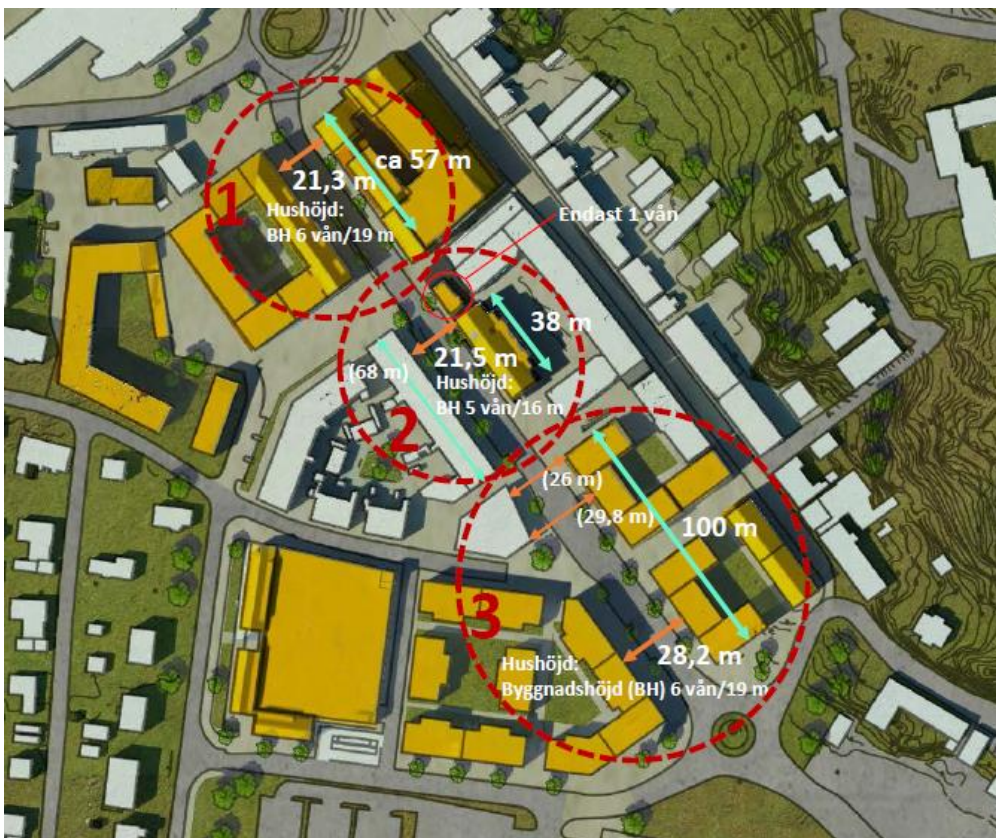 1
ca 57 m
21,3 m
Hushöjd:
BH 6 vån/19 m
Endast 1 vån
2
38 m
21,5 m
(68 m)
Hushöjd:
BH 5 vån/16 m
3
(26 m)
(29,8 m)
100 m
28,2 m
Hushöjd:
Byggnadshöjd (BH) 6 vån/19 m